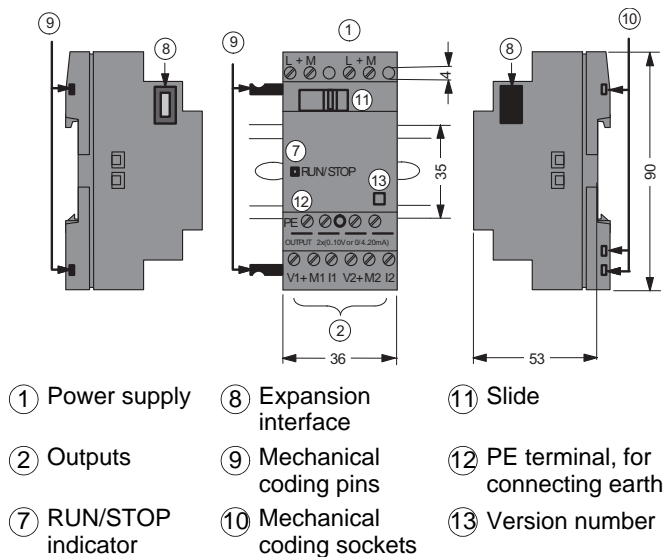 9
8
9
1
8
10
L + M L + M
4
11
7
RUN/STOP
13
35
90
12
PE
OUTPUT 2x(0..10V or 0/4..20mA)
V1+ M1 I1 V2+ M2 I2
2
36
53
1 Power supply
8 Expansion
interface
11 Slide
2 Outputs
9 Mechanical
coding pins
12 PE terminal, for
connecting earth
7 RUN/STOP
indicator
10 Mechanical
coding sockets
13 Version number